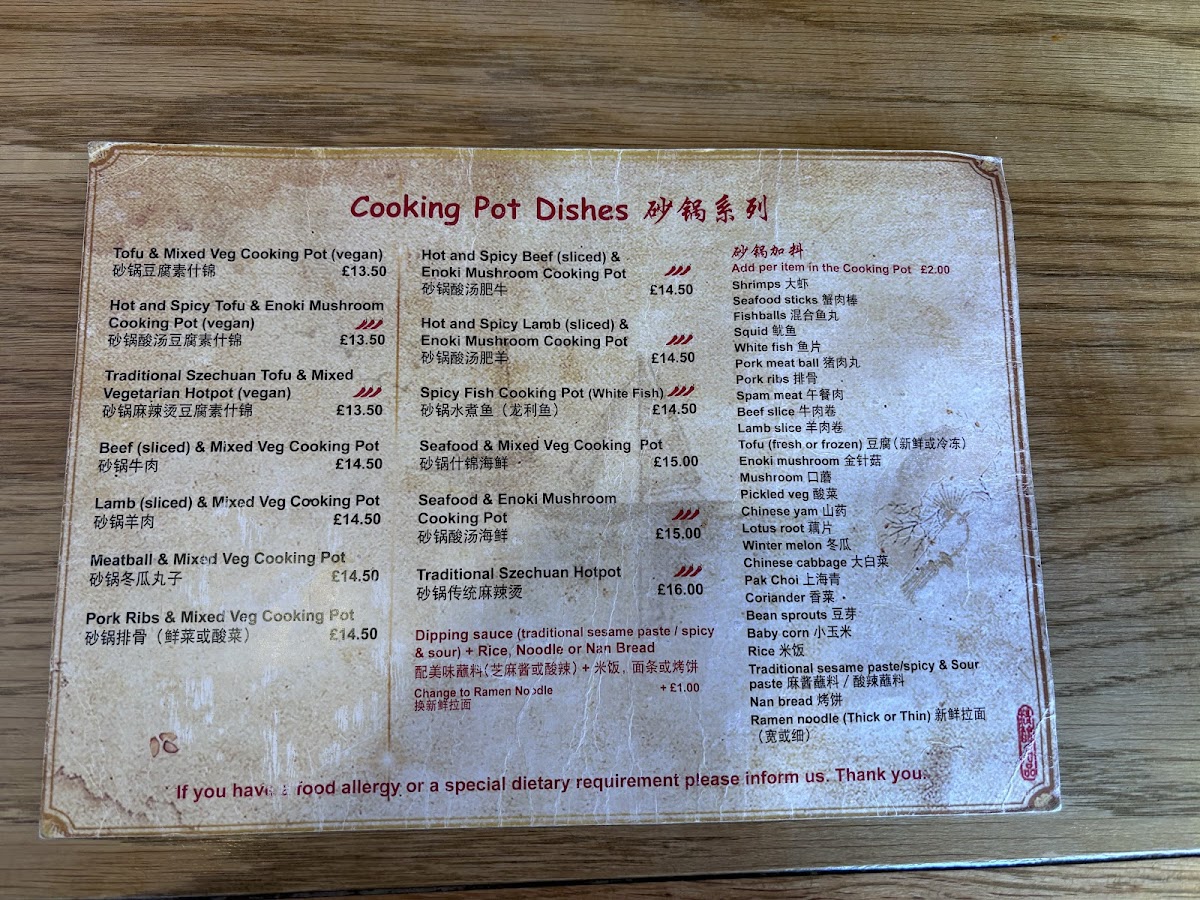 Cooking Pot Dishes 砂锅系列
Tofu & Mixed Veg Cooking Pot (vegan)
砂锅豆腐素什锦 £13.50
Hot and Spicy Tofu & Enoki Mushroom
Cooking Pot (vegan)
砂锅酸汤豆腐素什锦 £13.50
Traditional Szechuan Tofu & Mixed
Vegetarian Hotpot (vegan)
砂锅麻辣烫豆腐素什锦 £13.50
Beef (sliced) & Mixed Veg Cooking Pot
砂锅牛肉 £14.50
Lamb (sliced) & Mixed Veg Cooking Pot
砂锅羊肉 £14.50
Meatball & Mixed Veg Cooking Pot
砂锅冬瓜丸子 £14.50
Pork Ribs & Mixed Veg Cooking Pot
砂锅排骨（鲜菜或酸菜） £14.50
Hot and Spicy Beef (sliced) &
Enoki Mushroom Cooking Pot
砂锅酸汤肥牛 £14.50
Hot and Spicy Lamb (sliced) &
Enoki Mushroom Cooking Pot
砂锅酸汤肥羊 £14.50
Spicy Fish Cooking Pot (White Fish)
砂锅水煮鱼（龙利鱼） £14.50
Seafood & Mixed Veg Cooking Pot
砂锅什錦海鲜 £15.00
Seafood & Enoki Mushroom
Cooking Pot
砂锅酸汤海鲜 £15.00
Traditional Szechuan Hotpot
砂锅传统麻辣烫 £16.00
Dipping sauce (traditional sesame paste / spicy
& sour) + Rice, Noodle or Nan Bread
配美味蘸料（芝麻酱或酸辣）+ 米饭，面条或烤饼
Change to Ramen Noodle + £1.00
换新鲜拉面
砂锅加料
Add per item in the Cooking Pot £2.00
Shrimps 大虾
Seafood sticks 蟹肉棒
Fishballs 混合鱼丸
Squid 鱿鱼
White fish 鱼片
Pork meat ball 猪肉丸
Pork ribs 排骨
Spam meat 午餐肉
Beef slice 牛肉卷
Lamb slice 羊肉卷
Tofu (fresh or frozen) 豆腐（新鲜或冷冻）
Enoki mushroom 金针菇
Mushroom 口蘑
Pickled veg 酸菜
Chinese yam 山药
Lotus root 藕片
Winter melon 冬瓜
Chinese cabbage 大白菜
Pak Choi 上海青
Coriander 香菜
Bean sprouts 豆芽
Baby corn 小玉米
Rice 米饭
Traditional sesame paste/spicy & Sour
paste 麻酱蘸料 / 酸辣蘸料
Nan bread 烤饼
Ramen noodle (Thick or Thin) 新鲜拉面
（宽或细）
If you have a food allergy or a special dietary requirement please inform us. Thank you.